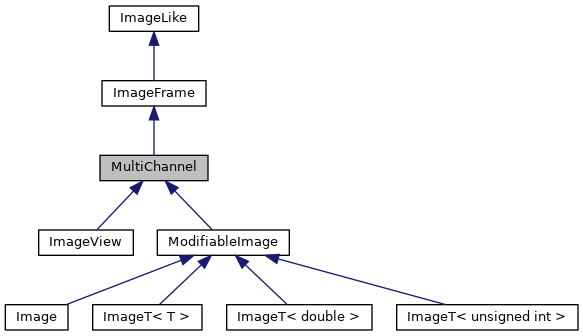 ImageLike
ImageFrame
MultiChannel
ImageView
ModifiableImage
Image
ImageT< T >
ImageT< double >
ImageT< unsigned int >